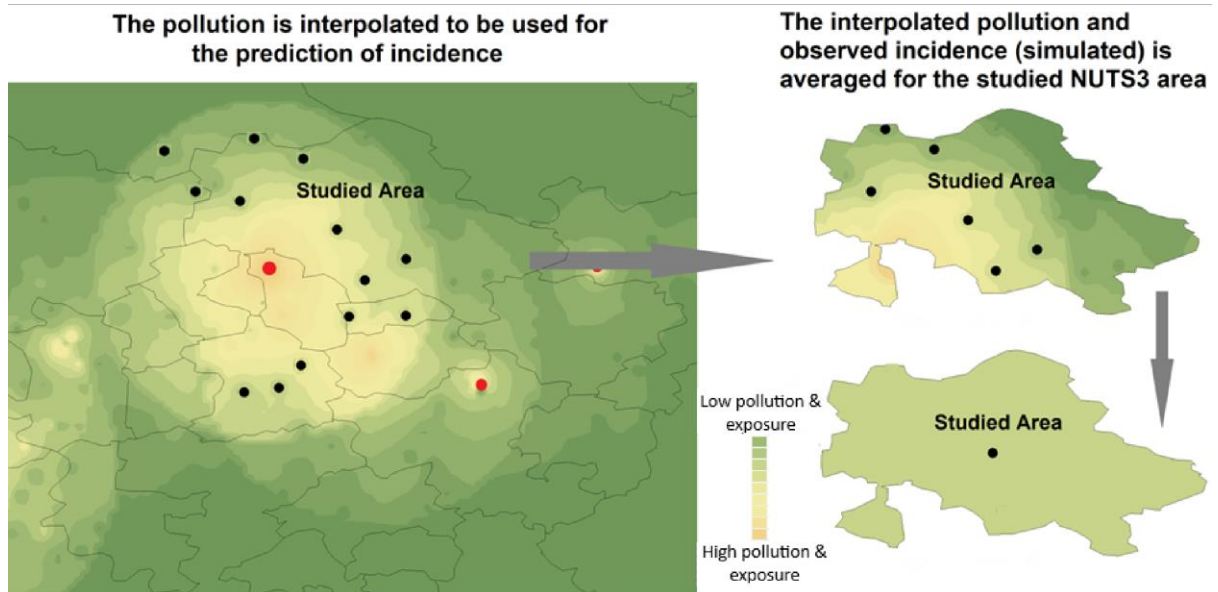 The pollution is interpolated to be used for
the prediction of incidence
The interpolated pollution and
observed incidence (simulated) is
averaged for the studied NUTS3 area
Studied Area
Studied Area
Low pollution &
exposure
High pollution &
exposure
Studied Area